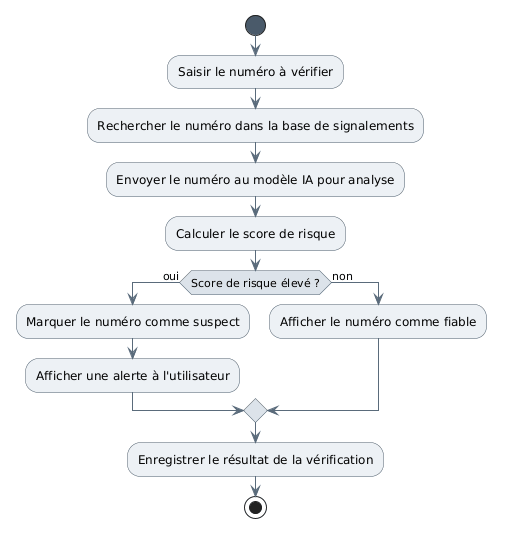 Saisir le numéro à vérifier
Rechercher le numéro dans la base de signalements
Envoyer le numéro au modèle IA pour analyse
Calculer le score de risque
oui
Score de risque élevé ?
non
Marquer le numéro comme suspect
Afficher le numéro comme fiable
Afficher une alerte à l'utilisateur
Enregistrer le résultat de la vérification